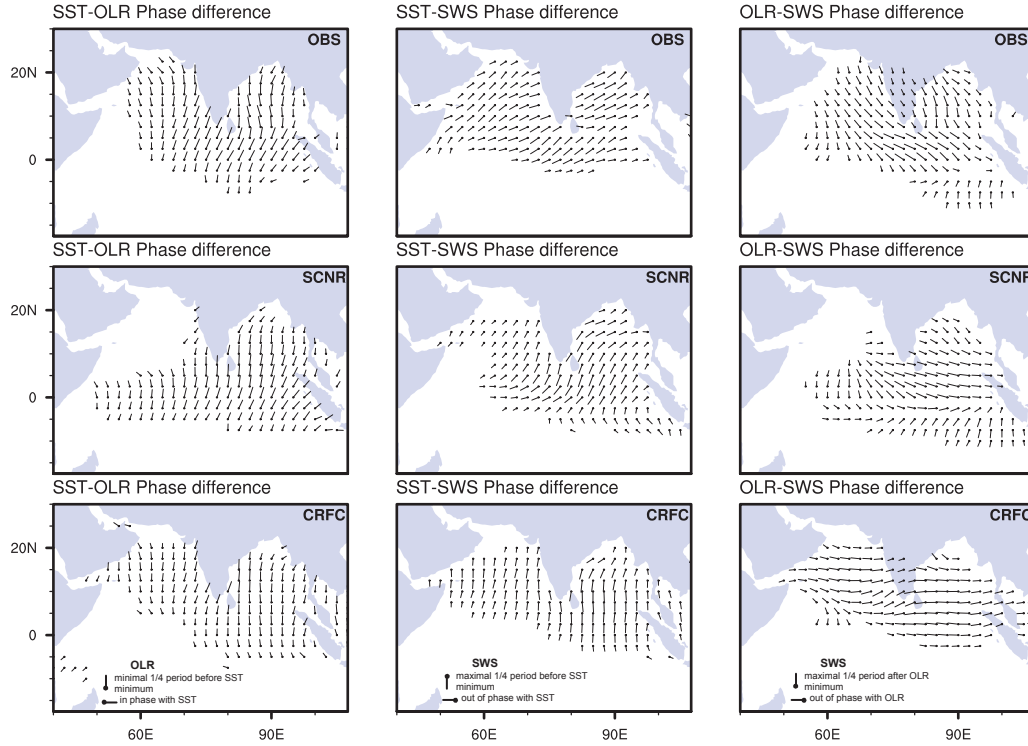 SST-OLR Phase difference
SST-SWS Phase difference
OLR-SWS Phase difference
OBS
OBS
OBS
20N
0
SST-OLR Phase difference
SST-SWS Phase difference
OLR-SWS Phase difference
SCNR
SCNR
SCNR
20N
0
SST-OLR Phase difference
SST-SWS Phase difference
OLR-SWS Phase difference
CRFC
CRFC
CRFC
20N
0
OLR
minimal 1/4 period before SST
minimum
in phase with SST
SWS
maximal 1/4 period before SST
minimum
out of phase with SST
SWS
maximal 1/4 period after OLR
minimum
out of phase with OLR
60E
90E
60E
90E
60E
90E